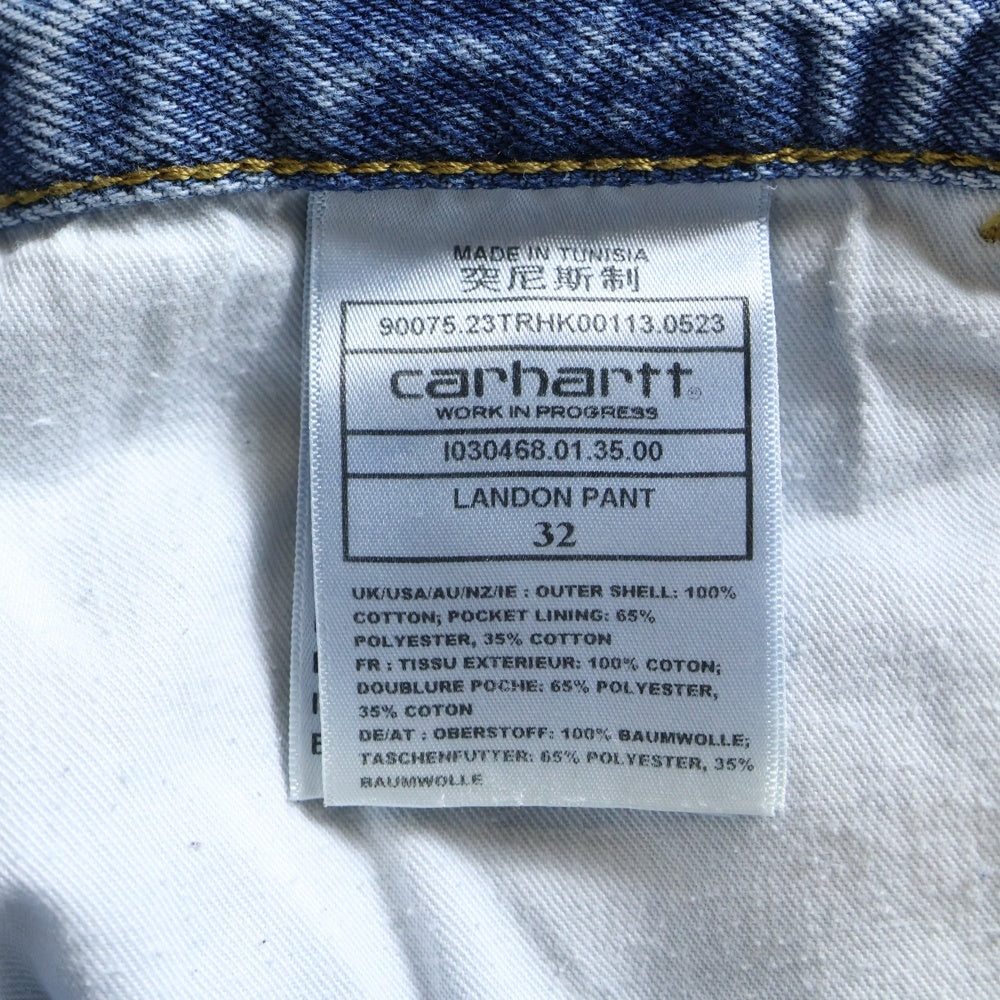 MADE IN TUNISIA
突尼斯制
90075.23TRHK00113.0523
carhartt
WORK IN PROGRESS
I030468.01.35.00
LANDON PANT
32
UK/USA/AU/NZ/IE : OUTER SHELL: 100%
COTTON; POCKET LINING: 65%
POLYESTER, 35% COTTON
FR : TISSU EXTERIEUR: 100% COTON;
DOUBLURE POCHE: 65% POLYESTER,
35% COTON
DE/AT : OBERSTOFF: 100% BAUMWOLLE;
TASCHENFUTTER: 65% POLYESTER, 35%
BAUMWOLLE